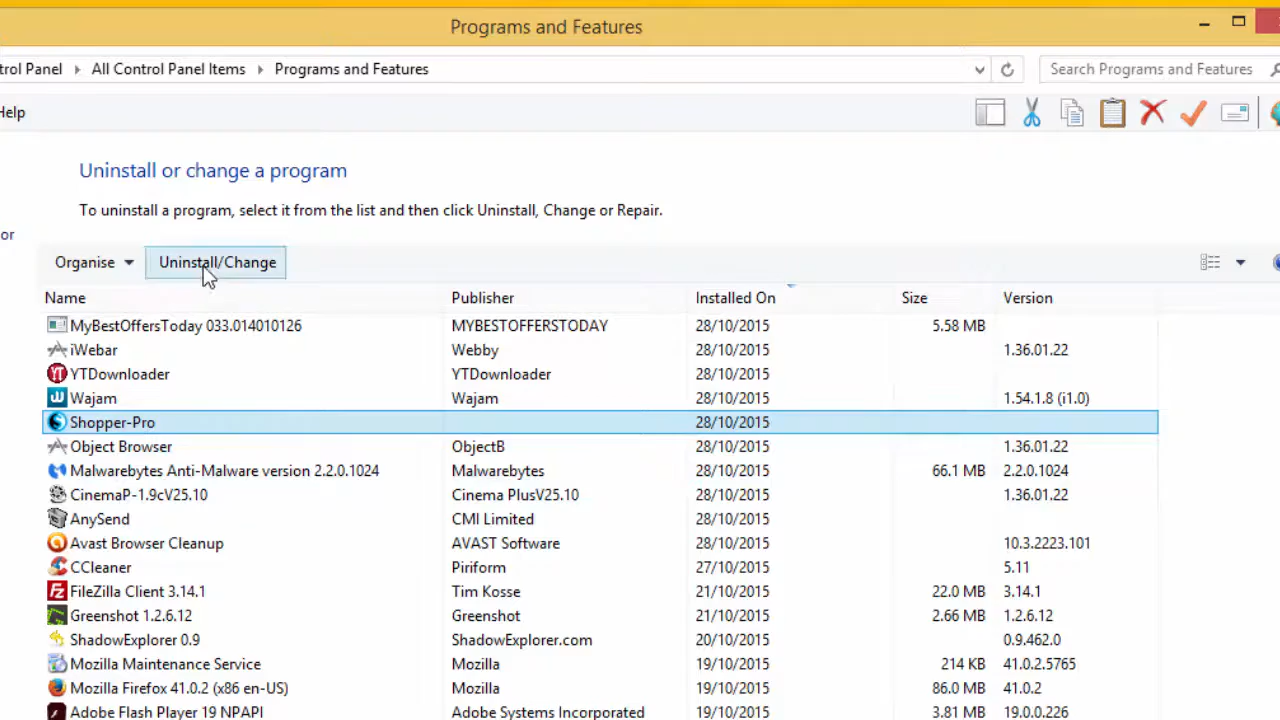 Programs and Features
trol Panel ▸ All Control Panel Items ▸ Programs and Features
Search Programs and Features
Help
Uninstall or change a program
To uninstall a program, select it from the list and then click Uninstall, Change or Repair.
or
Organise Uninstall/Change
Name Publisher Installed On Size Version
MyBestOffersToday 033.014010126 MYBESTOFFERSTODAY 28/10/2015 5.58 MB
iWebar Webby 28/10/2015 1.36.01.22
YTDownloader YTDownloader 28/10/2015
Wajam Wajam 28/10/2015 1.54.1.8 (i1.0)
Shopper-Pro 28/10/2015
Object Browser ObjectB 28/10/2015 1.36.01.22
Malwarebytes Anti-Malware version 2.2.0.1024 Malwarebytes 28/10/2015 66.1 MB 2.2.0.1024
CinemaP-1.9cV25.10 Cinema PlusV25.10 28/10/2015 1.36.01.22
AnySend CMI Limited 28/10/2015
Avast Browser Cleanup AVAST Software 28/10/2015 10.3.2223.101
CCleaner Piriform 27/10/2015 5.11
FileZilla Client 3.14.1 Tim Kosse 21/10/2015 22.0 MB 3.14.1
Greenshot 1.2.6.12 Greenshot 21/10/2015 2.66 MB 1.2.6.12
ShadowExplorer 0.9 ShadowExplorer.com 20/10/2015 0.9.462.0
Mozilla Maintenance Service Mozilla 19/10/2015 214 KB 41.0.2.5765
Mozilla Firefox 41.0.2 (x86 en-US) Mozilla 19/10/2015 86.0 MB 41.0.2
Adobe Flash Player 19 NPAPI Adobe Systems Incorporated 19/10/2015 3.81 MB 19.0.0.226